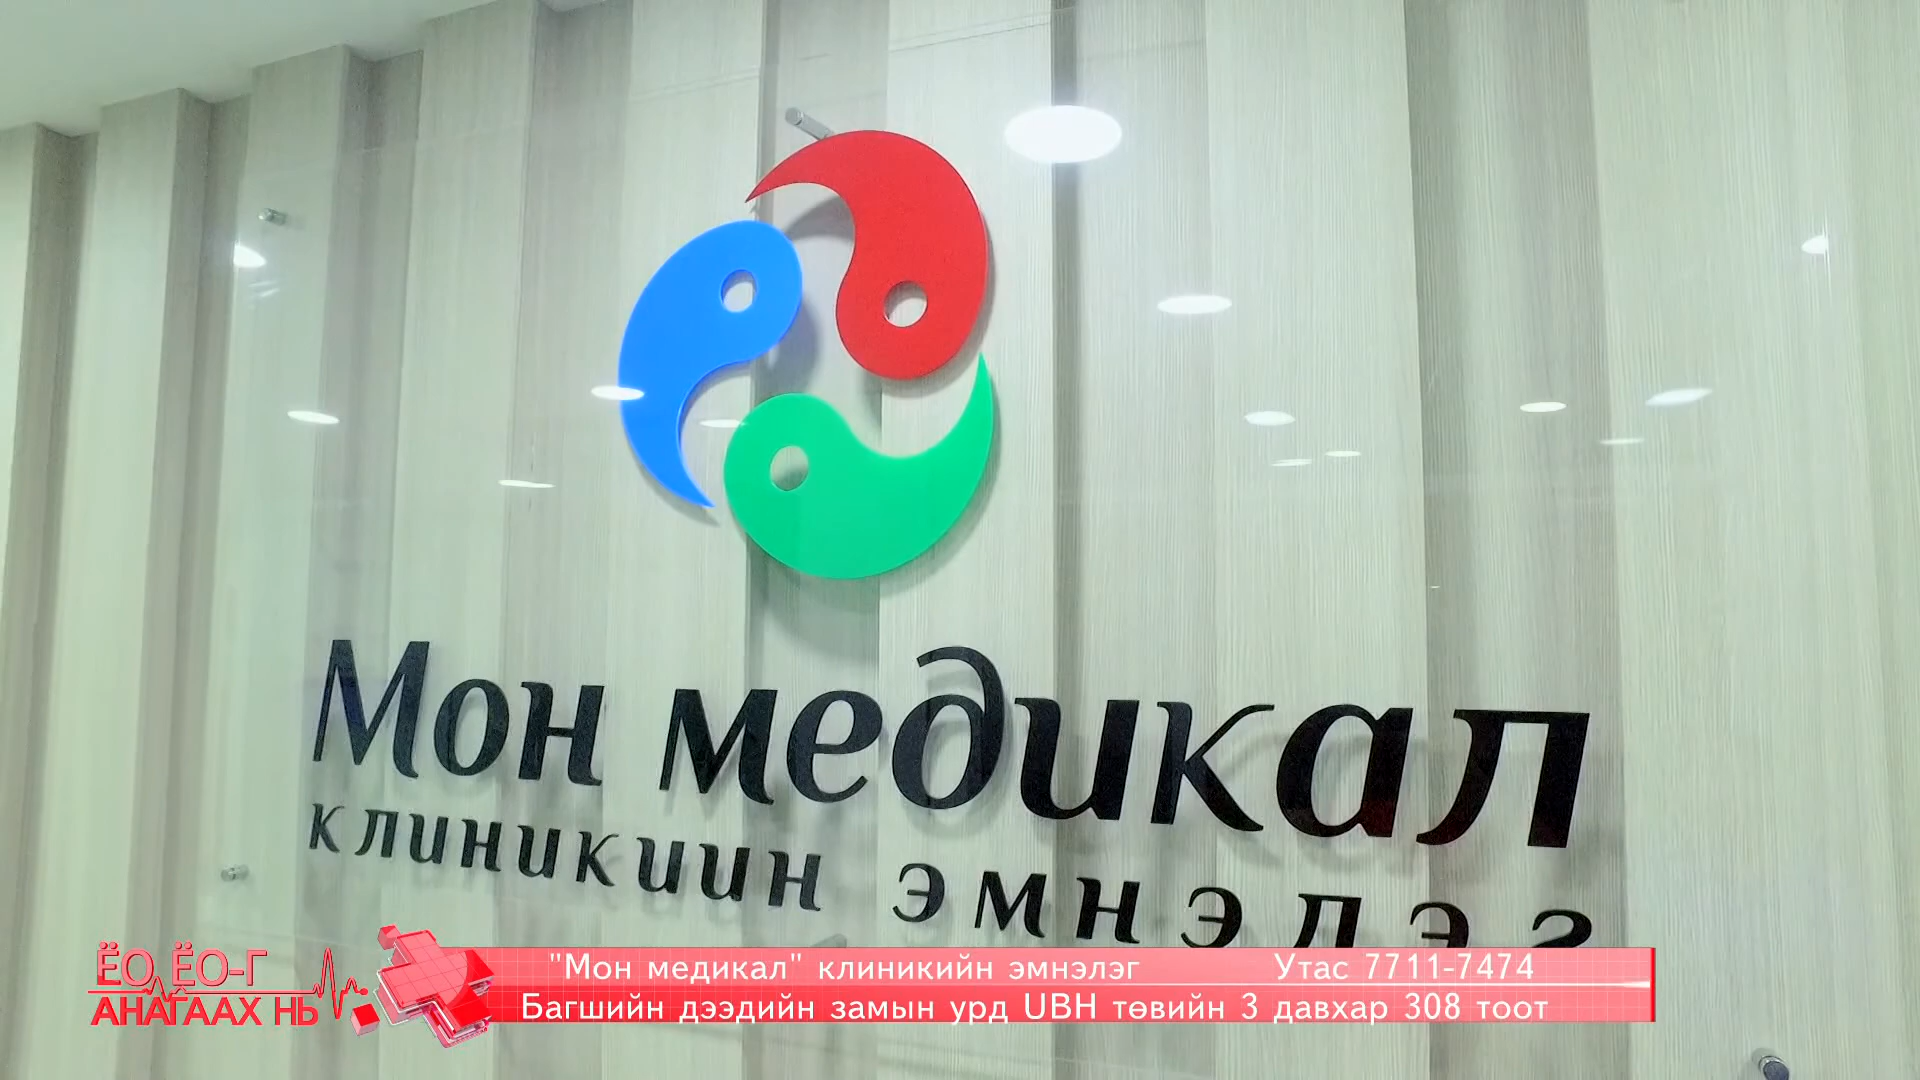 Мон медикал
клиникийн эмнэлэг
ЁО ЁО-Г
АНАГААХ НЬ
"Мон медикал" клиникийн эмнэлэг Утас 7711-7474
Багшийн дээдийн замын урд UBH төвийн 3 давхар 308 тоот